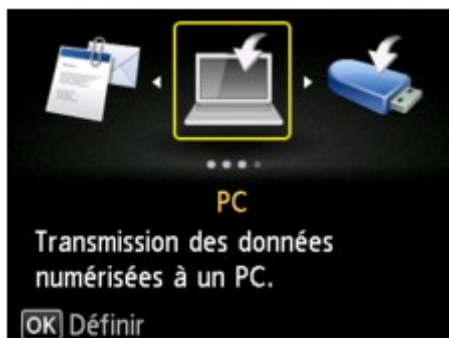 PC
Transmission des données
numérisées à un PC.
OK Définir